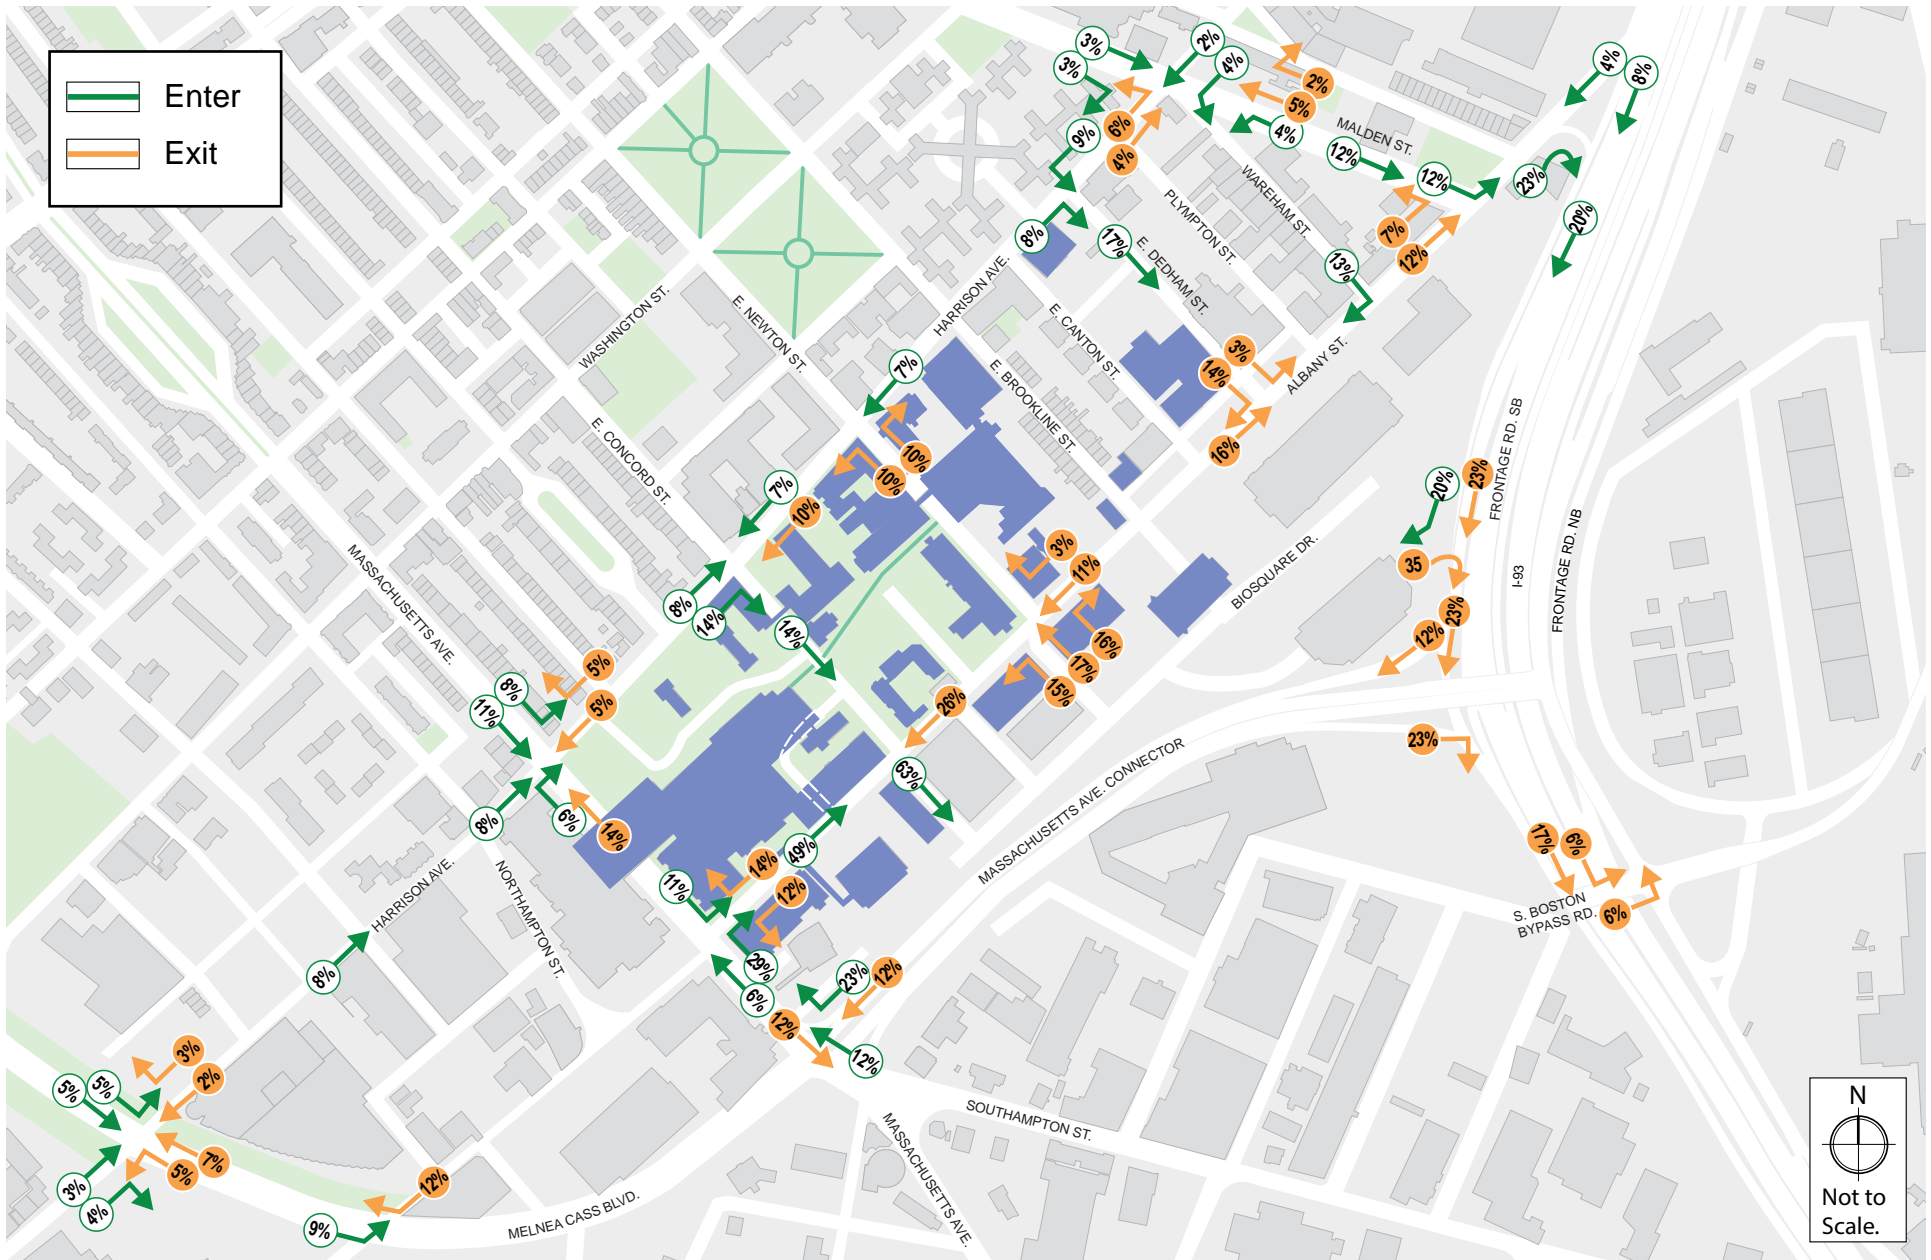 Enter
Exit
3%
3%
2%
4%
2%
5%
4%
6%
4%
9%
MALDEN ST.
12%
12%
4%
8%
23%
20%
7%
12%
WAREHAM ST.
PLYMPTON ST.
8%
17%
E. DEDHAM ST.
13%
HARRISON AVE.
WASHINGTON ST.
E. NEWTON ST.
E. CANTON ST.
E. BROOKLINE ST.
3%
14%
16%
ALBANY ST.
7%
10%
10%
E. CONCORD ST.
7%
10%
FRONTAGE RD. SB
20%
23%
35
I-93
FRONTAGE RD. NB
BIOSQUARE DR.
3%
11%
23%
12%
MASSACHUSETTS AVE.
8%
14%
14%
16%
17%
15%
5%
5%
8%
11%
26%
23%
63%
MASSACHUSETTS AVE. CONNECTOR
8%
6%
14%
49%
14%
11%
12%
17%
6%
6%
S. BOSTON
BYPASS RD.
HARRISON AVE.
NORTHAMPTON ST.
8%
29%
6%
23%
12%
12%
12%
3%
2%
5%
5%
7%
5%
3%
4%
12%
9%
MELNEA CASS BLVD.
SOUTHAMPTON ST.
MASSACHUSETTS AVE.
N
Not to
Scale.